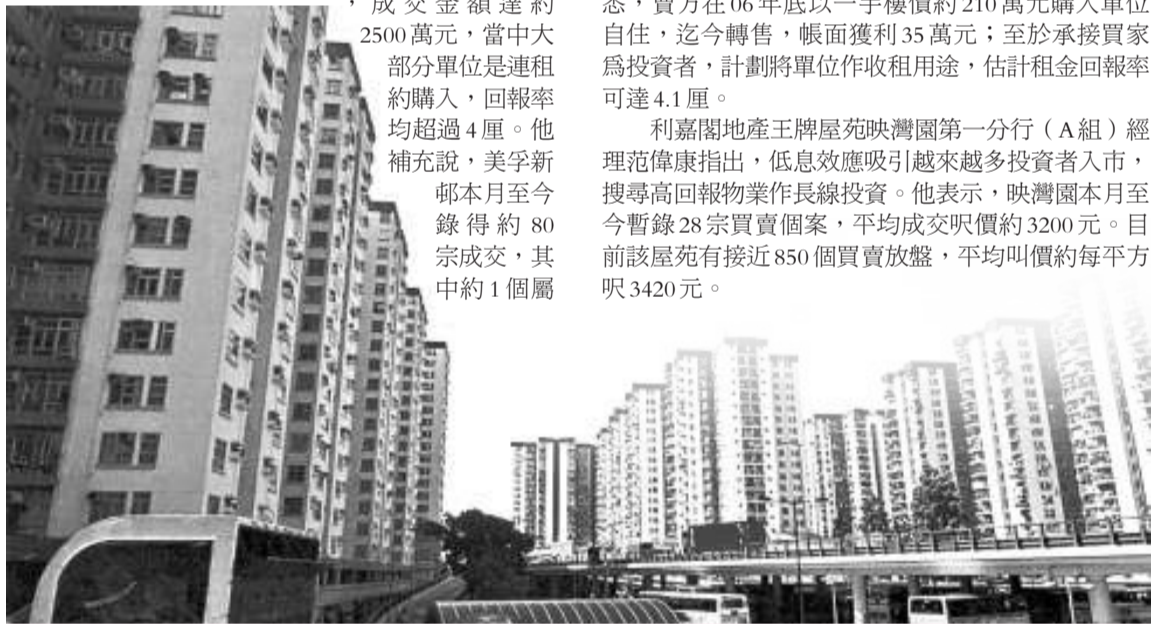 ，成交金額達約
2500萬元，當中大
部分單位是連租
約購入，回報率
均超過4厘。他
補充說，美孚新
邨本月至今
錄得約80
宗成交，其
中約1個屬
悉，賣方在06年底以一手樓價約210萬元購入單位
自住，迄今轉售，帳面獲利35萬元；至於承接買家
爲投資者，計劃將單位作收租用途，估計租金回報率
可達4.1厘。
利嘉閣地產王牌屋苑映灣園第一分行（A組）經
理范偉康指出，低息效應吸引越來越多投資者入市，
搜尋高回報物業作長線投資。他表示，映灣園本月至
今暫錄28宗買賣個案，平均成交呎價約3200元。目
前該屋苑有接近850個買賣放盤，平均叫價約每平方
呎3420元。